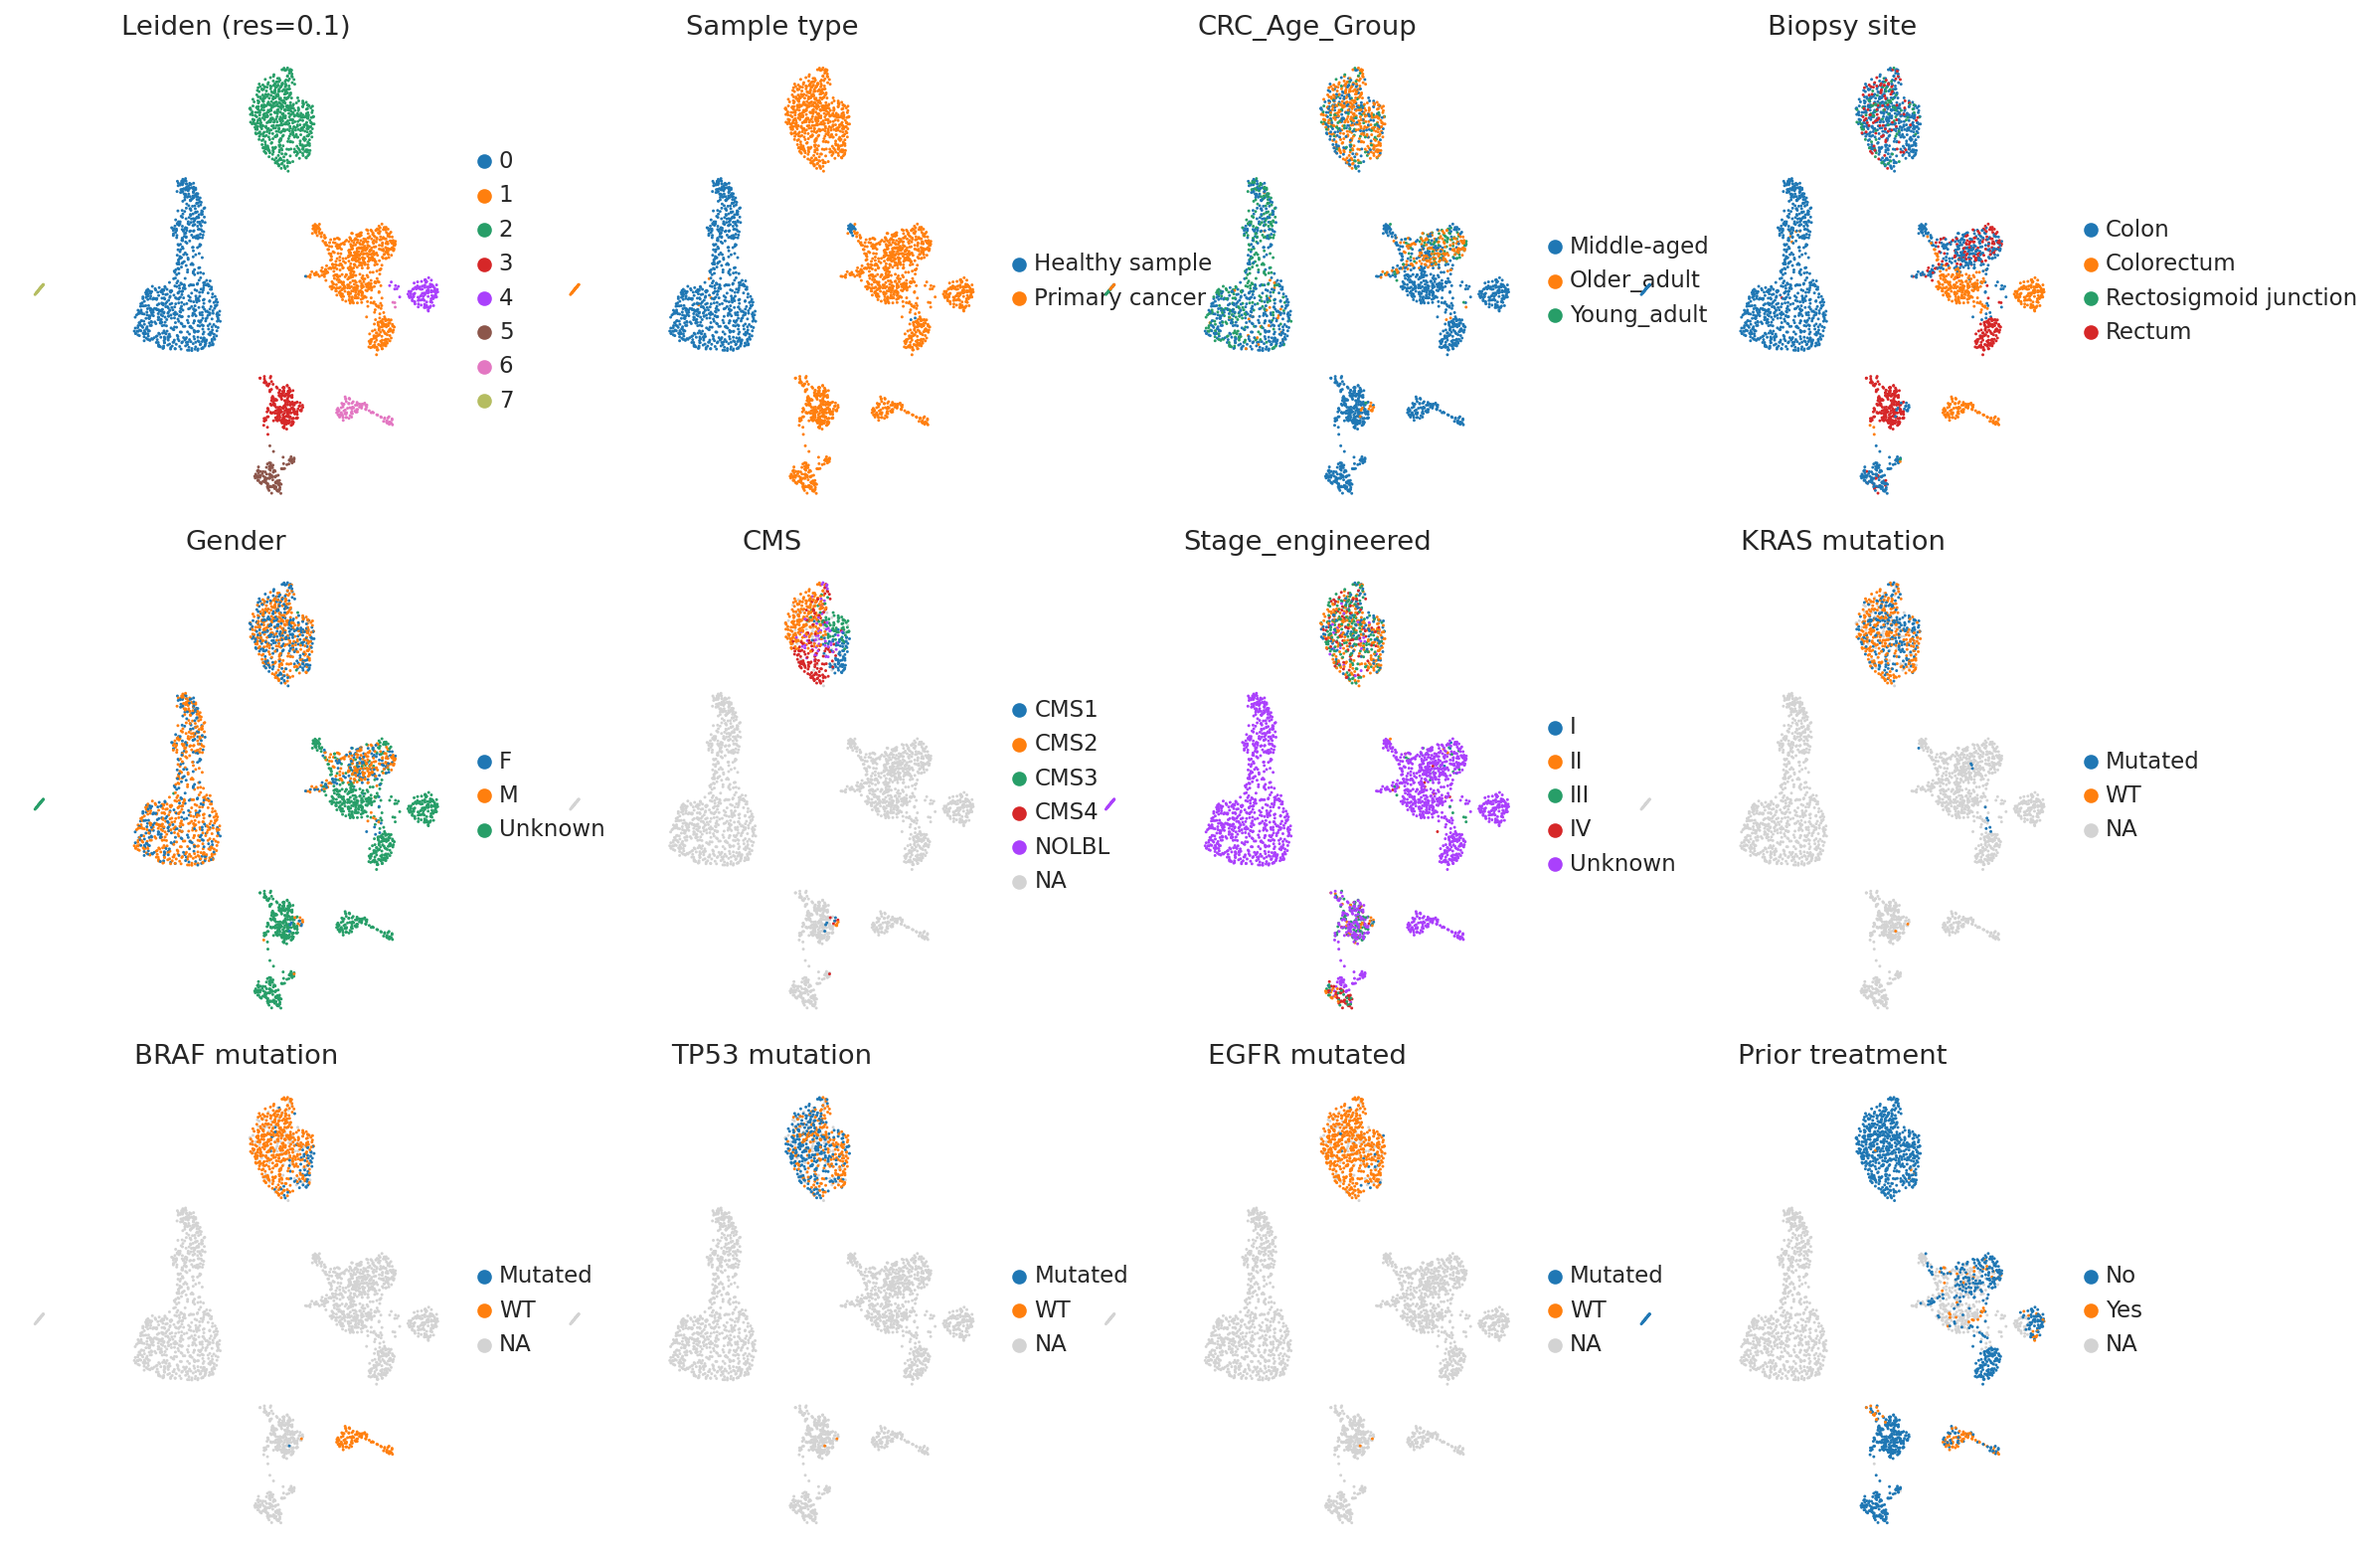 Leiden (res=0.1)
0
1
2
3
4
5
6
7
Sample type
Healthy sample
Primary cancer
CRC_Age_Group
Middle-aged
Older_adult
Young_adult
Biopsy site
Colon
Colorectum
Rectosigmoid junction
Rectum
Gender
F
M
Unknown
CMS
CMS1
CMS2
CMS3
CMS4
NOLBL
NA
Stage_engineered
I
II
III
IV
Unknown
KRAS mutation
Mutated
WT
NA
BRAF mutation
Mutated
WT
NA
TP53 mutation
Mutated
WT
NA
EGFR mutated
Mutated
WT
NA
Prior treatment
No
Yes
NA